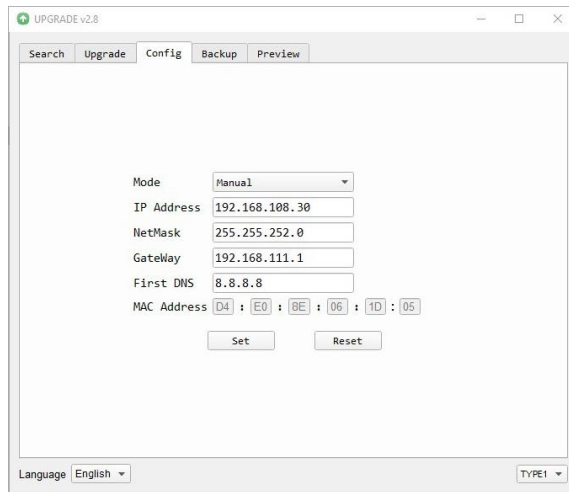 UPGRADE v2.8
Search Upgrade Config Backup Preview
Mode Manual
IP Address 192.168.108.30
NetMask 255.255.252.0
GateWay 192.168.111.1
First DNS 8.8.8.8
MAC Address D4 : E0 : 8E : 06 : 1D : 05
Set Reset
Language English TYPE1